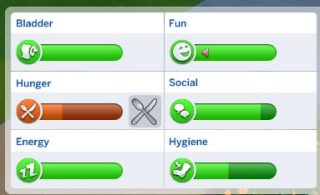 Bladder
Fun
Hunger
Social
Energy
Hygiene